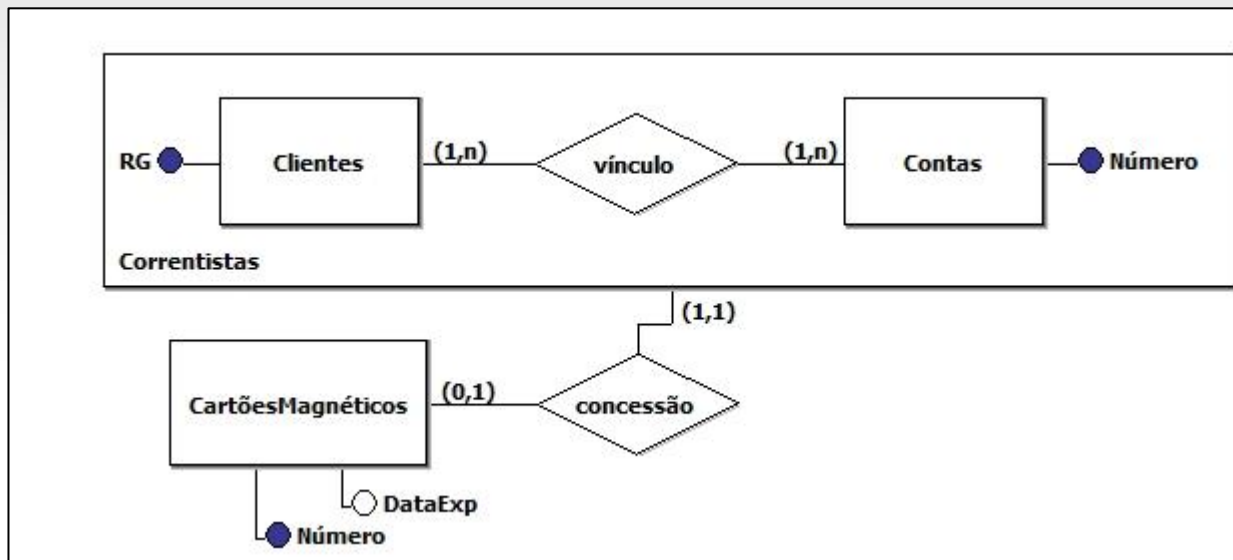 RG
Clientes
(1,n)
vínculo
(1,n)
Contas
Número
Correntistas
(1,1)
CartõesMagnéticos
(0,1)
concessão
DataExp
Número